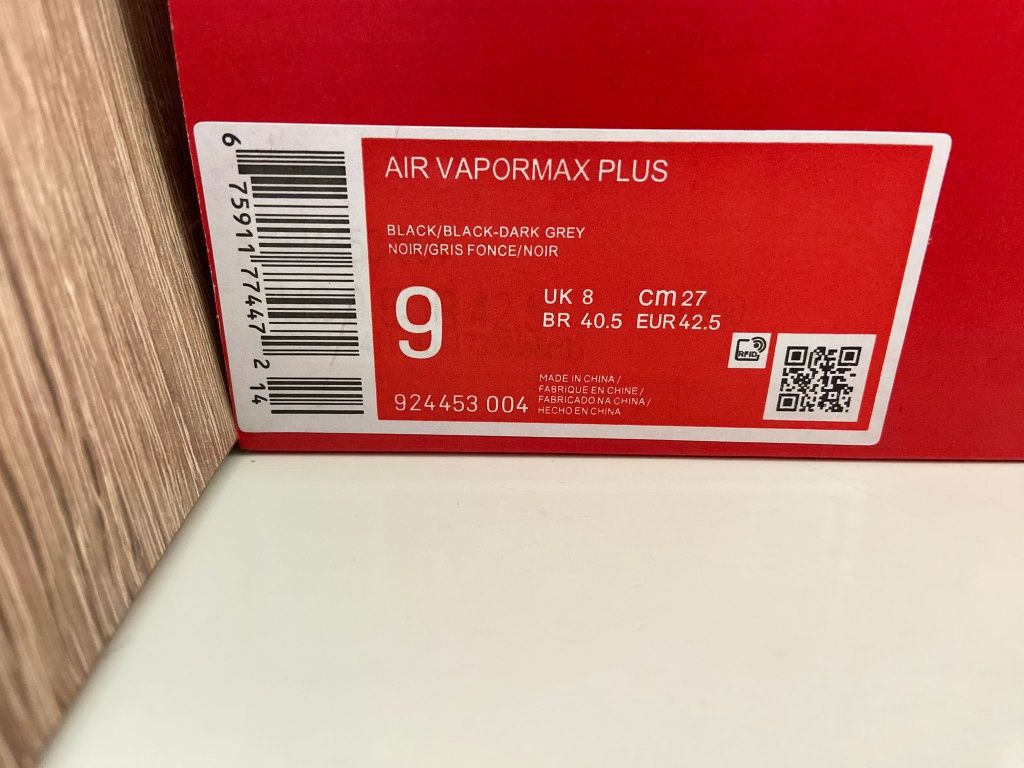 AIR VAPORMAX PLUS
BLACK/BLACK-DARK GREY
NOIR/GRIS FONCE/NOIR
9
UK 8 cm 27
BR 40.5 EUR 42.5
RFID
924453 004
MADE IN CHINA /
FABRIQUE EN CHINE /
FABRICADO NA CHINA /
HECHO EN CHINA
6 75911 77447 2 14